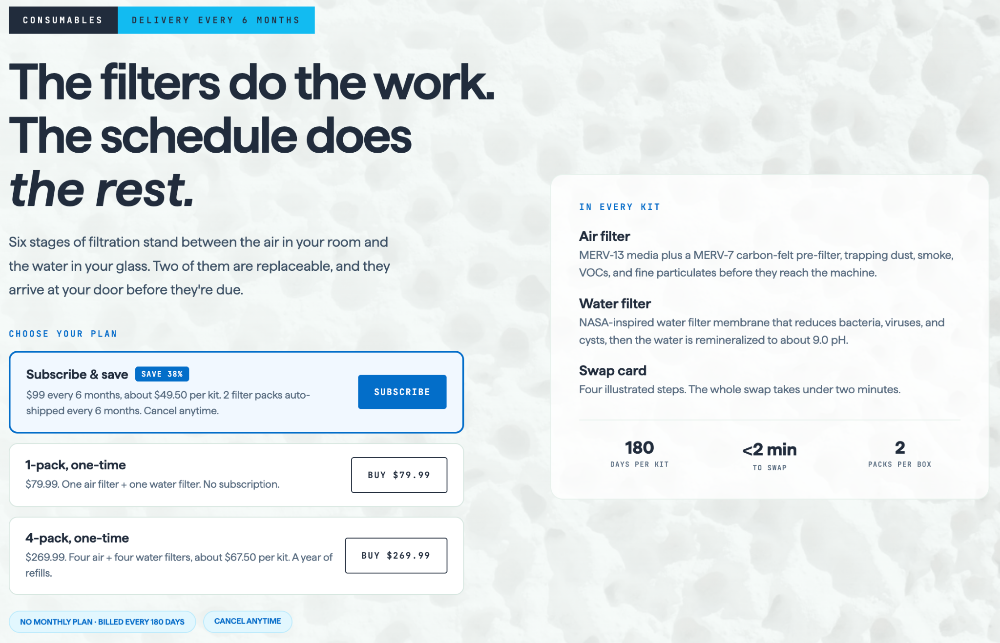 CONSUMABLES
DELIVERY EVERY 6 MONTHS
The filters do the work.
The schedule does
the rest.
Six stages of filtration stand between the air in your room and
the water in your glass. Two of them are replaceable, and they
arrive at your door before they're due.
CHOOSE YOUR PLAN
Subscribe & save
SAVE 38%
$99 every 6 months, about $49.50 per kit. 2 filter packs auto-
shipped every 6 months. Cancel anytime.
SUBSCRIBE
1-pack, one-time
$79.99. One air filter + one water filter. No subscription.
BUY $79.99
4-pack, one-time
$269.99. Four air + four water filters, about $67.50 per kit. A year of
refills.
BUY $269.99
NO MONTHLY PLAN · BILLED EVERY 180 DAYS
CANCEL ANYTIME
IN EVERY KIT
Air filter
MERV-13 media plus a MERV-7 carbon-felt pre-filter, trapping dust, smoke,
VOCs, and fine particulates before they reach the machine.
Water filter
NASA-inspired water filter membrane that reduces bacteria, viruses, and
cysts, then the water is remineralized to about 9.0 pH.
Swap card
Four illustrated steps. The whole swap takes under two minutes.
180
DAYS PER KIT
<2 min
TO SWAP
2
PACKS PER BOX